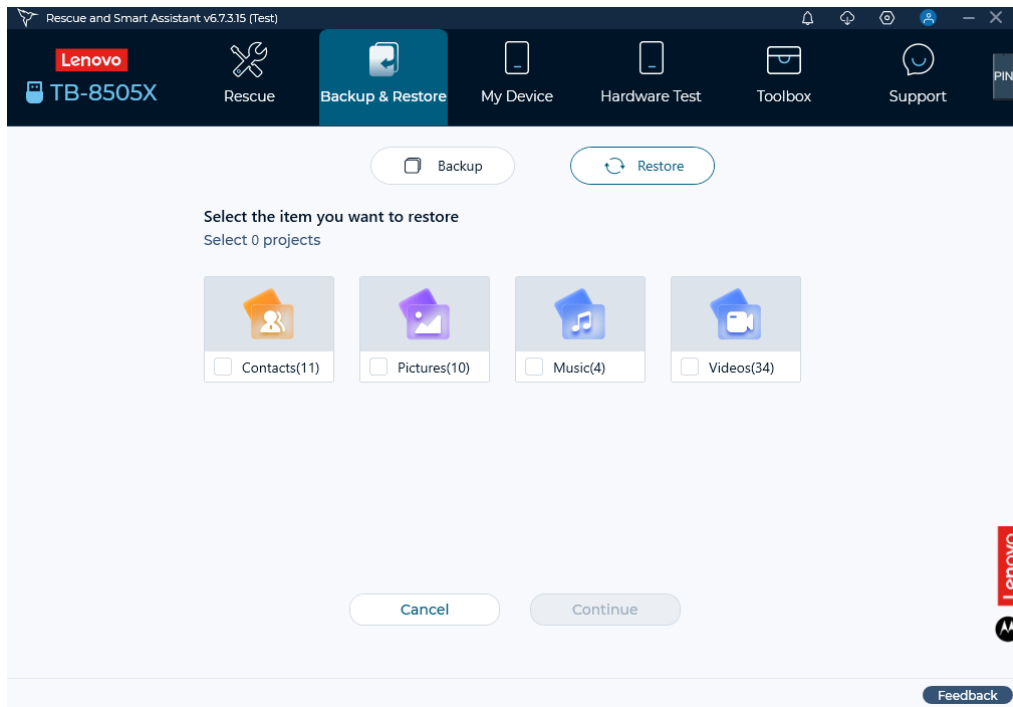 Rescue and Smart Assistant v6.7.3.15 (Test)
Lenovo
TB-8505X
Rescue
Backup & Restore
My Device
Hardware Test
Toolbox
Support
PIN
Backup
Restore
Select the item you want to restore
Select 0 projects
Contacts(11)
Pictures(10)
Music(4)
Videos(34)
Lenovo
Cancel
Continue
Feedback